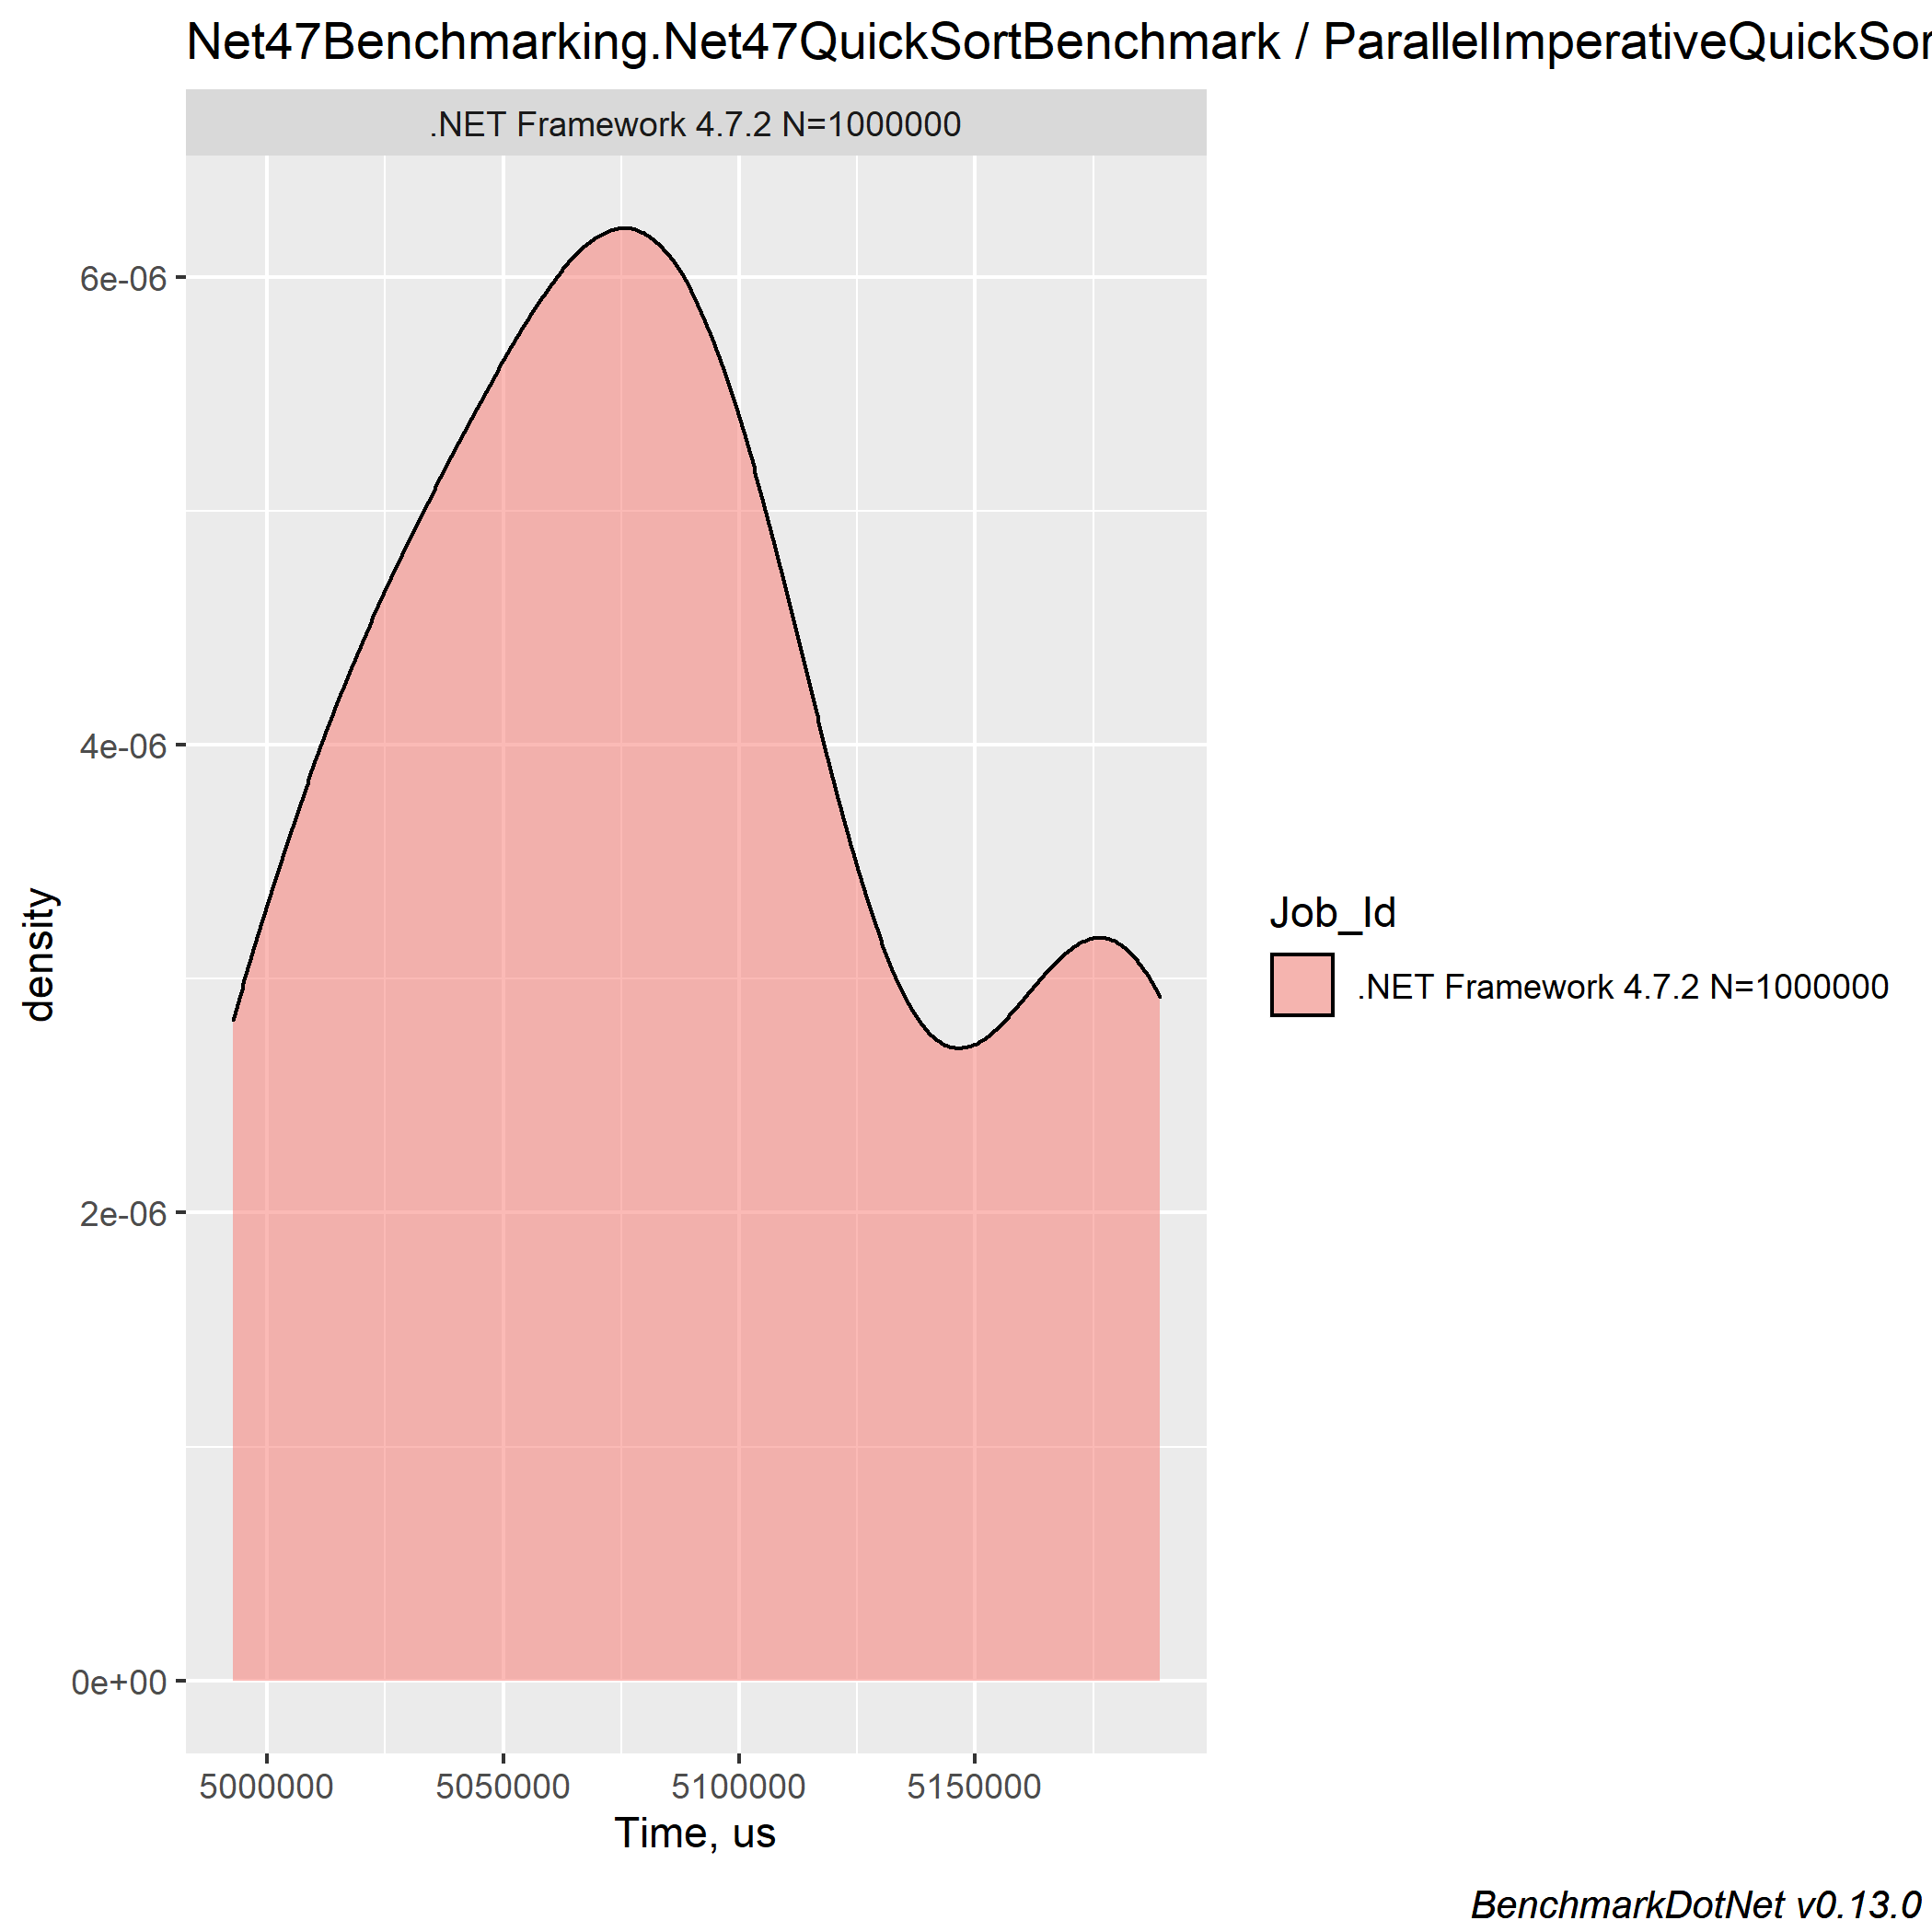 Net47Benchmarking.Net47QuickSortBenchmark / ParallelImperativeQuickSor
.NET Framework 4.7.2 N=1000000
6e-06
4e-06
2e-06
0e+00
density
5000000 5050000 5100000 5150000
Time, us
Job_Id
.NET Framework 4.7.2 N=1000000
BenchmarkDotNet v0.13.0